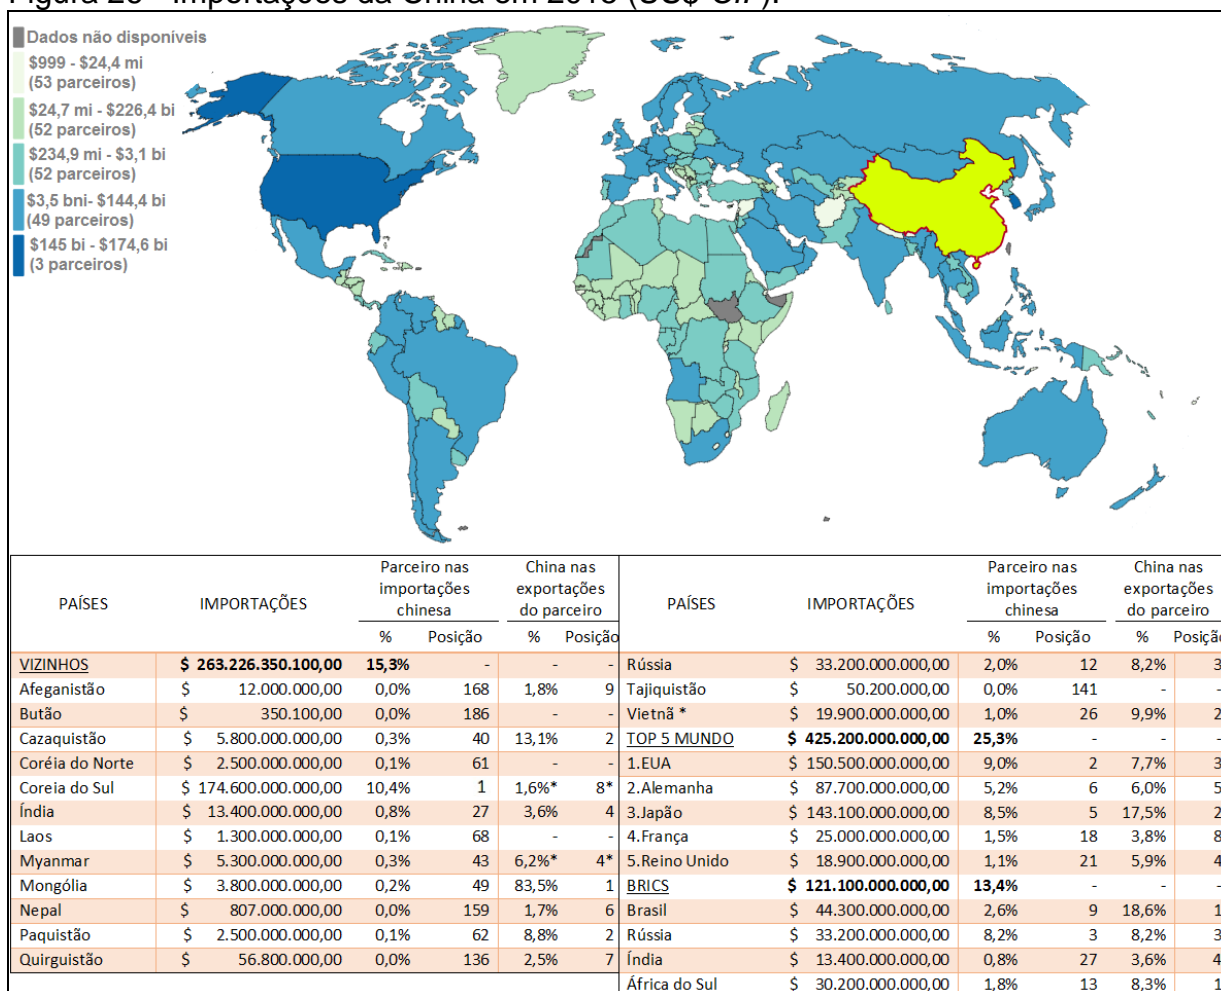 Importações da China em (US$ CIF).
Dados não disponíveis
$999 - $24,4 mi
(53 parceiros)
$24,7 mi - $226,4 bi
(52 parceiros)
$234,9 mi - $3,1 bi
(52 parceiros)
$3,5 bni- $144,4 bi
(49 parceiros)
$145 bi - $174,6 bi
(3 parceiros)
PAÍSES IMPORTAÇÕES Parceiro nas importações chinesa China nas exportações do parceiro
% Posição % Posição
VIZINHOS $ 263.226.350.100,00 15,3% - - -
Afeganistão $ 12.000.000,00 0,0% 168 1,8% 9
Butão $ 350.100,00 0,0% 186 - -
Cazaquistão $ 5.800.000.000,00 0,3% 40 13,1% 2
Coréia do Norte $ 2.500.000.000,00 0,1% 61 - -
Coreia do Sul $ 174.600.000.000,00 10,4% 1 1,6%* 8*
Índia $ 13.400.000.000,00 0,8% 27 3,6% 4
Laos $ 1.300.000.000,00 0,1% 68 - -
Myanmar $ 5.300.000.000,00 0,3% 43 6,2%* 4*
Mongólia $ 3.800.000.000,00 0,2% 49 83,5% 1
Nepal $ 807.000.000,00 0,0% 159 1,7% 6
Paquistão $ 2.500.000.000,00 0,1% 62 8,8% 2
Quirguistão $ 56.800.000,00 0,0% 136 2,5% 7
PAÍSES IMPORTAÇÕES Parceiro nas importações chinesa China nas exportações do parceiro
% Posição % Posição
Rússia $ 33.200.000.000,00 2,0% 12 8,2% 3
Tajiquistão $ 50.200.000,00 0,0% 141 - -
Vietnã * $ 19.900.000.000,00 1,0% 26 9,9% 2
TOP 5 MUNDO $ 425.200.000.000,00 25,3% - - -
1.EUA $ 150.500.000.000,00 9,0% 2 7,7% 3
2.Alemanha $ 87.700.000.000,00 5,2% 6 6,0% 5
3.Japão $ 143.100.000.000,00 8,5% 5 17,5% 2
4.França $ 25.000.000.000,00 1,5% 18 3,8% 8
5.Reino Unido $ 18.900.000.000,00 1,1% 21 5,9% 4
BRICS $ 121.100.000.000,00 13,4% - - -
Brasil $ 44.300.000.000,00 2,6% 9 18,6% 1
Rússia $ 33.200.000.000,00 8,2% 3 8,2% 3
Índia $ 13.400.000.000,00 0,8% 27 3,6% 4
África do Sul $ 30.200.000.000,00 1,8% 13 8,3% 1